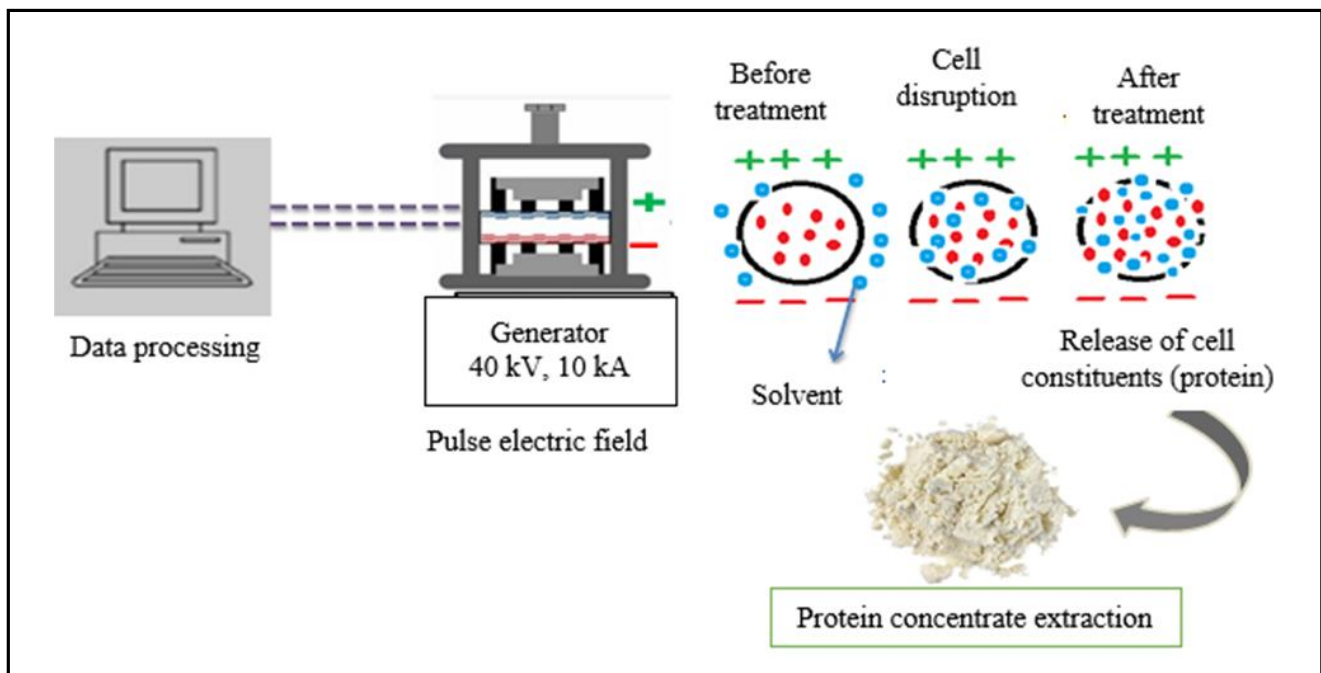 Before
treatment
Cell
disruption
After
treatment
Data processing
Generator
40 kV, 10 kA
Pulse electric field
Solvent
:
Release of cell
constituents (protein)
Protein concentrate extraction